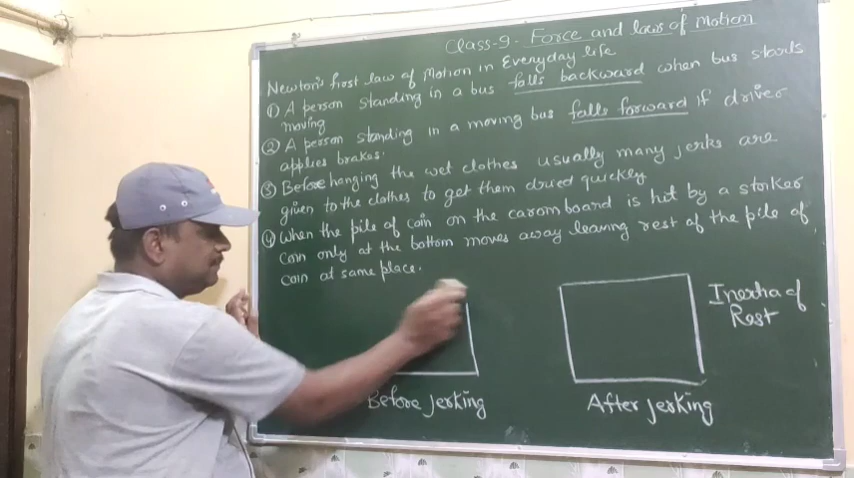 Class-9- Force and laws of Motion
Newton's first law of Motion in Everyday life
① A person standing in a bus falls backward when bus starts
moving
② A person standing in a moving bus falls forward if driver
applies brakes.
③ Before hanging the wet clothes usually many jerks are
given to the clothes to get them dried quickly
④ When the pile of coin on the caromboard is hit by a striker
coin only at the bottom moves away leaving rest of the pile of
coin at same place.
Inertia of
Rest
Before jerking
After jerking